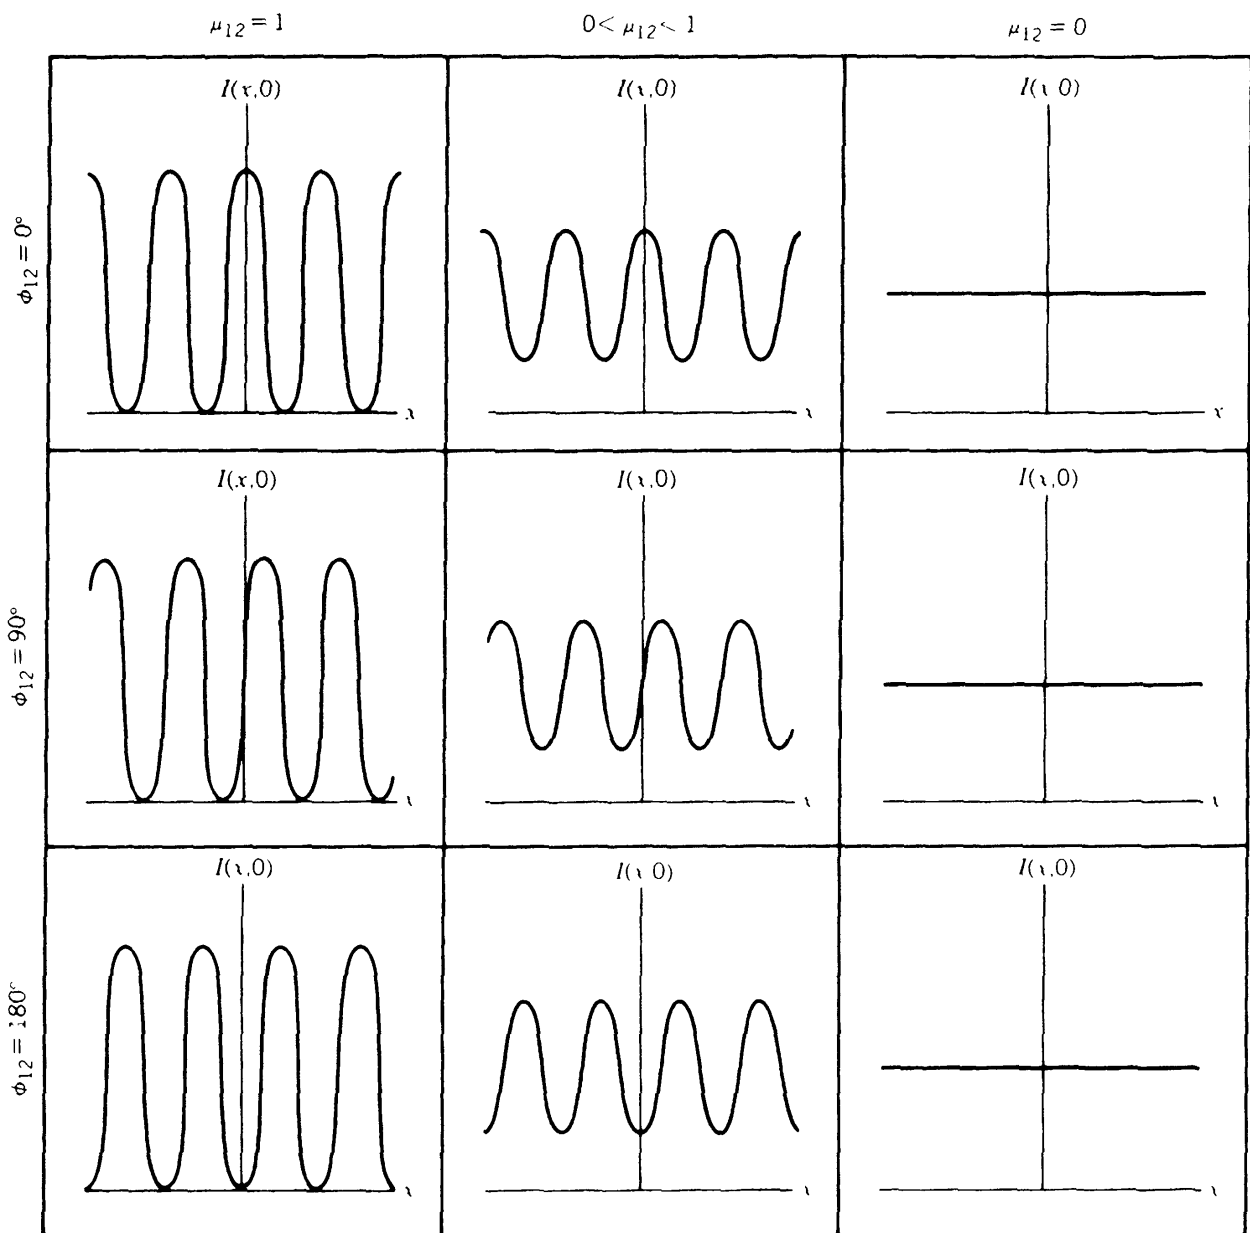 μ₁₂ = 1 0 < μ₁₂ < 1 μ₁₂ = 0
I(x,0) I(x,0) I(x 0)
ϕ₁₂ = 0°
x x x
I(x,0) I(x,0) I(x,0)
ϕ₁₂ = 90°
x x x
I(x,0) I(x 0) I(x,0)
ϕ₁₂ = 180°
x x x